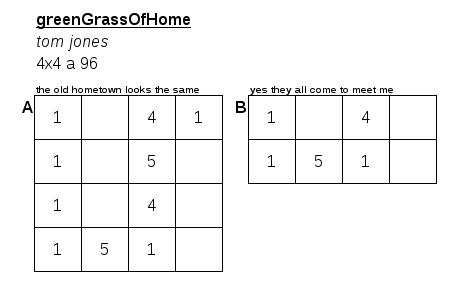 greenGrassOfHome
tom jones
4x4 a 96
the old hometown looks the same
A
1 4 1
1 5
1 4
1 5 1
yes they all come to meet me
B
1 4
1 5 1